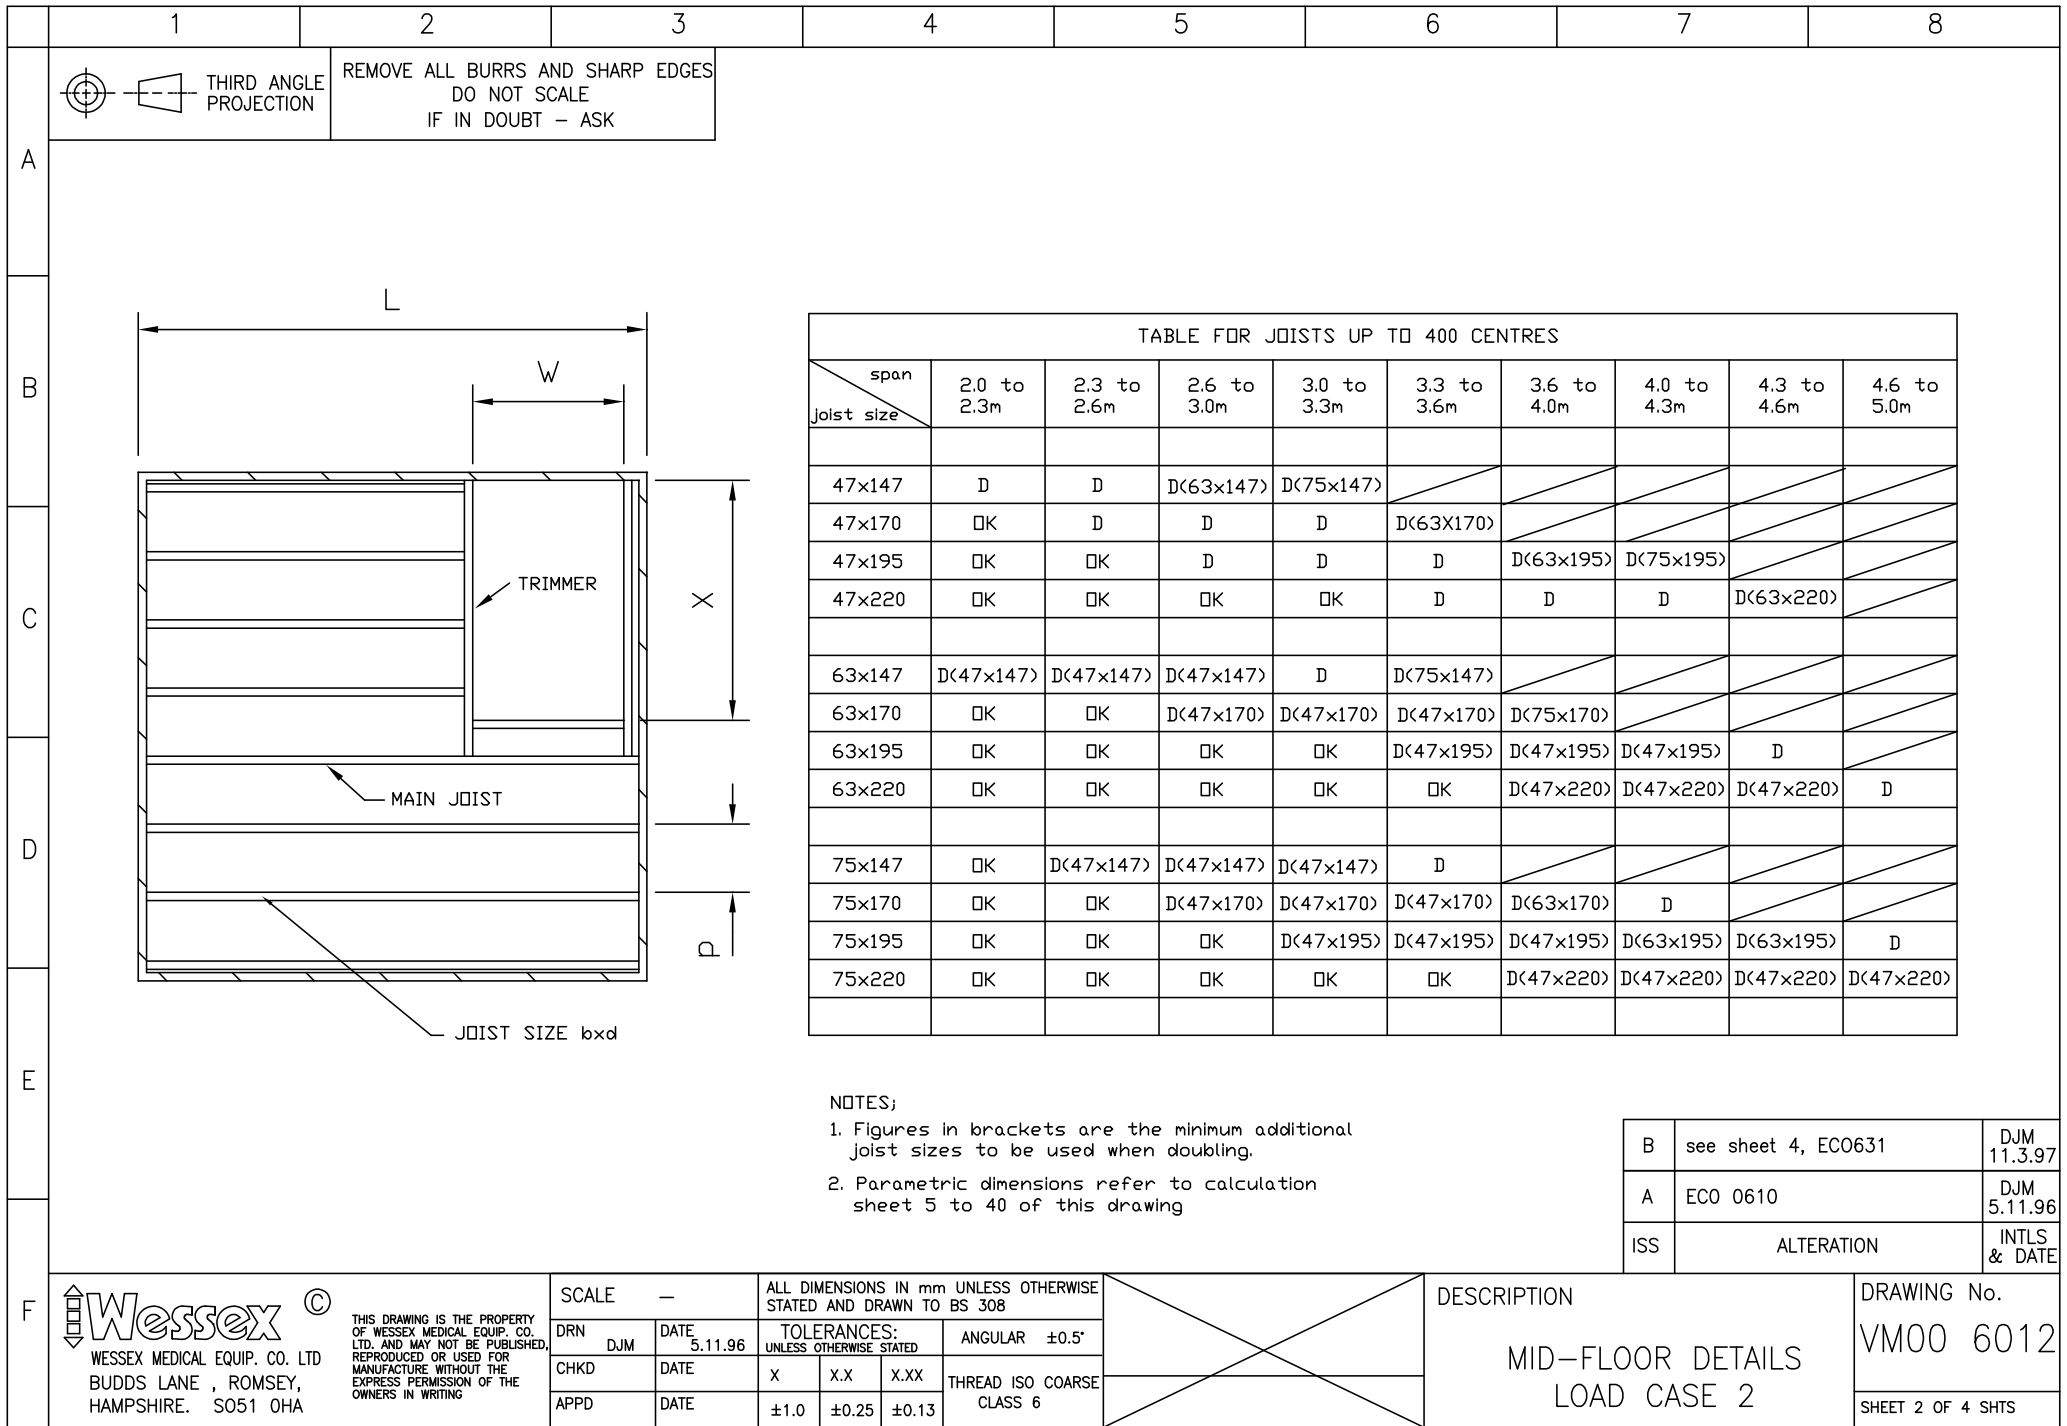 1 2 3 4 5 6 7 8
THIRD ANGLE
PROJECTION
REMOVE ALL BURRS AND SHARP EDGES
DO NOT SCALE
IF IN DOUBT – ASK
A
B
C
D
E
F
L
W
X
TRIMMER
MAIN JOIST
p
JOIST SIZE bxd
TABLE FOR JOISTS UP TO 400 CENTRES
span
joist size
2.0 to 2.3m 2.3 to 2.6m 2.6 to 3.0m 3.0 to 3.3m 3.3 to 3.6m 3.6 to 4.0m 4.0 to 4.3m 4.3 to 4.6m 4.6 to 5.0m
47x147 D D D(63x147) D(75x147)
47x170 OK D D D D(63X170)
47x195 OK OK D D D D(63x195) D(75x195)
47x220 OK OK OK OK D D D D(63x220)
63x147 D(47x147) D(47x147) D(47x147) D D(75x147)
63x170 OK OK D(47x170) D(47x170) D(47x170) D(75x170)
63x195 OK OK OK OK D(47x195) D(47x195) D(47x195) D
63x220 OK OK OK OK OK D(47x220) D(47x220) D(47x220) D
75x147 OK D(47x147) D(47x147) D(47x147) D
75x170 OK OK D(47x170) D(47x170) D(47x170) D(63x170) D
75x195 OK OK OK D(47x195) D(47x195) D(47x195) D(63x195) D(63x195) D
75x220 OK OK OK OK OK D(47x220) D(47x220) D(47x220) D(47x220)
NOTES;
1. Figures in brackets are the minimum additional
joist sizes to be used when doubling.
2. Parametric dimensions refer to calculation
sheet 5 to 40 of this drawing
B see sheet 4, ECO631 DJM 11.3.97
A ECO 0610 DJM 5.11.96
ISS ALTERATION INTLS & DATE
Wessex ©
WESSEX MEDICAL EQUIP. CO. LTD
BUDDS LANE , ROMSEY,
HAMPSHIRE. SO51 0HA
THIS DRAWING IS THE PROPERTY
OF WESSEX MEDICAL EQUIP. CO.
LTD. AND MAY NOT BE PUBLISHED,
REPRODUCED OR USED FOR
MANUFACTURE WITHOUT THE
EXPRESS PERMISSION OF THE
OWNERS IN WRITING
SCALE –
DRN DJM DATE 5.11.96
CHKD DATE
APPD DATE
ALL DIMENSIONS IN mm UNLESS OTHERWISE
STATED AND DRAWN TO BS 308
TOLERANCES:
UNLESS OTHERWISE STATED
X X.X X.XX
±1.0 ±0.25 ±0.13
ANGULAR ±0.5°
THREAD ISO COARSE
CLASS 6
DESCRIPTION
MID–FLOOR DETAILS
LOAD CASE 2
DRAWING No.
VM00 6012
SHEET 2 OF 4 SHTS